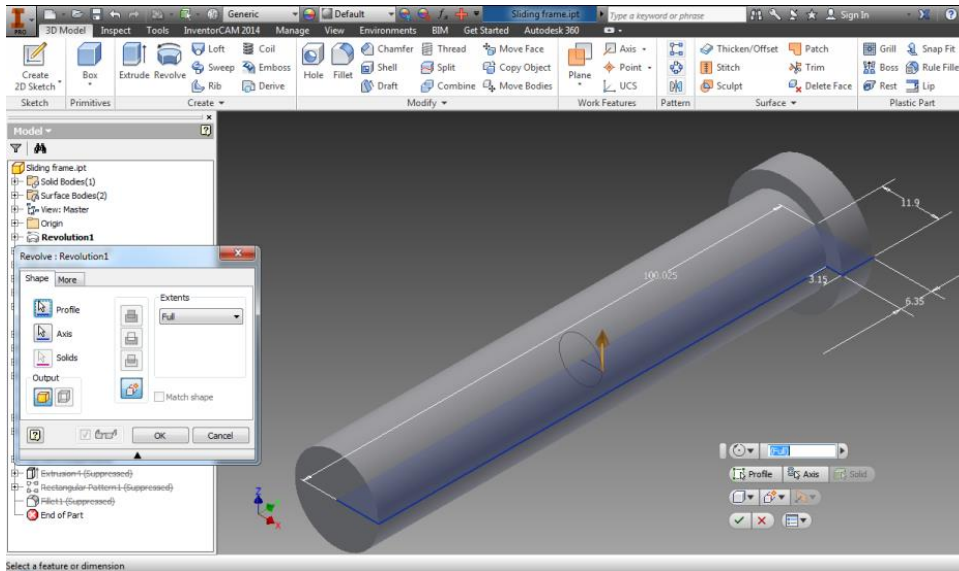 PRO
Generic
Default
Sliding frame.ipt
Type a keyword or phrase
Sign In
3D Model Inspect Tools InventorCAM 2014 Manage View Environments BIM Get Started Autodesk 360
Create
2D Sketch
Box
Extrude Revolve
Loft
Sweep
Rib
Coil
Emboss
Derive
Hole Fillet
Chamfer
Shell
Draft
Thread
Split
Combine
Move Face
Copy Object
Move Bodies
Plane
Axis
Point
UCS
Thicken/Offset
Stitch
Sculpt
Patch
Trim
Delete Face
Grill
Boss
Rest
Snap Fit
Rule Fille
Lip
Sketch Primitives Create Modify Work Features Pattern Surface Plastic Part
Model
Sliding frame.ipt
Solid Bodies(1)
Surface Bodies(2)
View: Master
Origin
Revolution1
Revolve : Revolution1
Shape More
Profile
Axis
Solids
Output
Extents
Full
Match shape
OK Cancel
Extrusion4 (Suppressed)
Rectangular Pattern1 (Suppressed)
Fillet1 (Suppressed)
End of Part
11.9
100.025
3.15
6.35
Z
X
(Full)
Profile Axis Solid
Select a feature or dimension